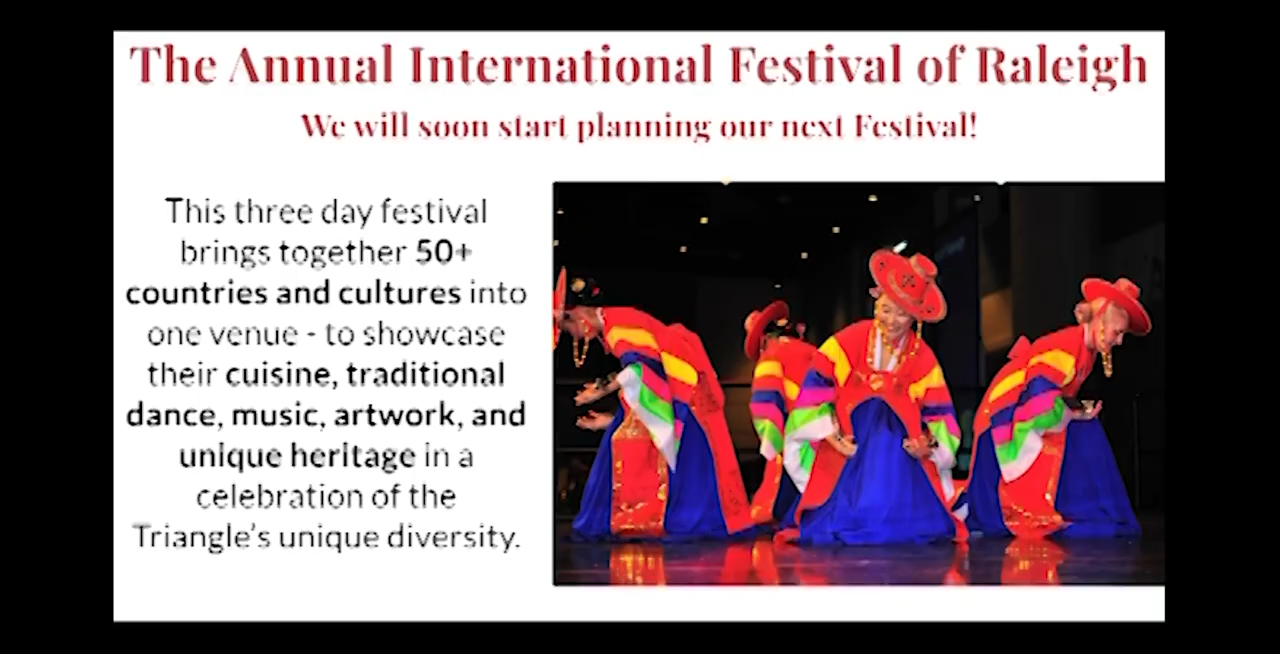 The Annual International Festival of Raleigh
We will soon start planning our next Festival!
This three day festival
brings together 50+
countries and cultures into
one venue - to showcase
their cuisine, traditional
dance, music, artwork, and
unique heritage in a
celebration of the
Triangle's unique diversity.